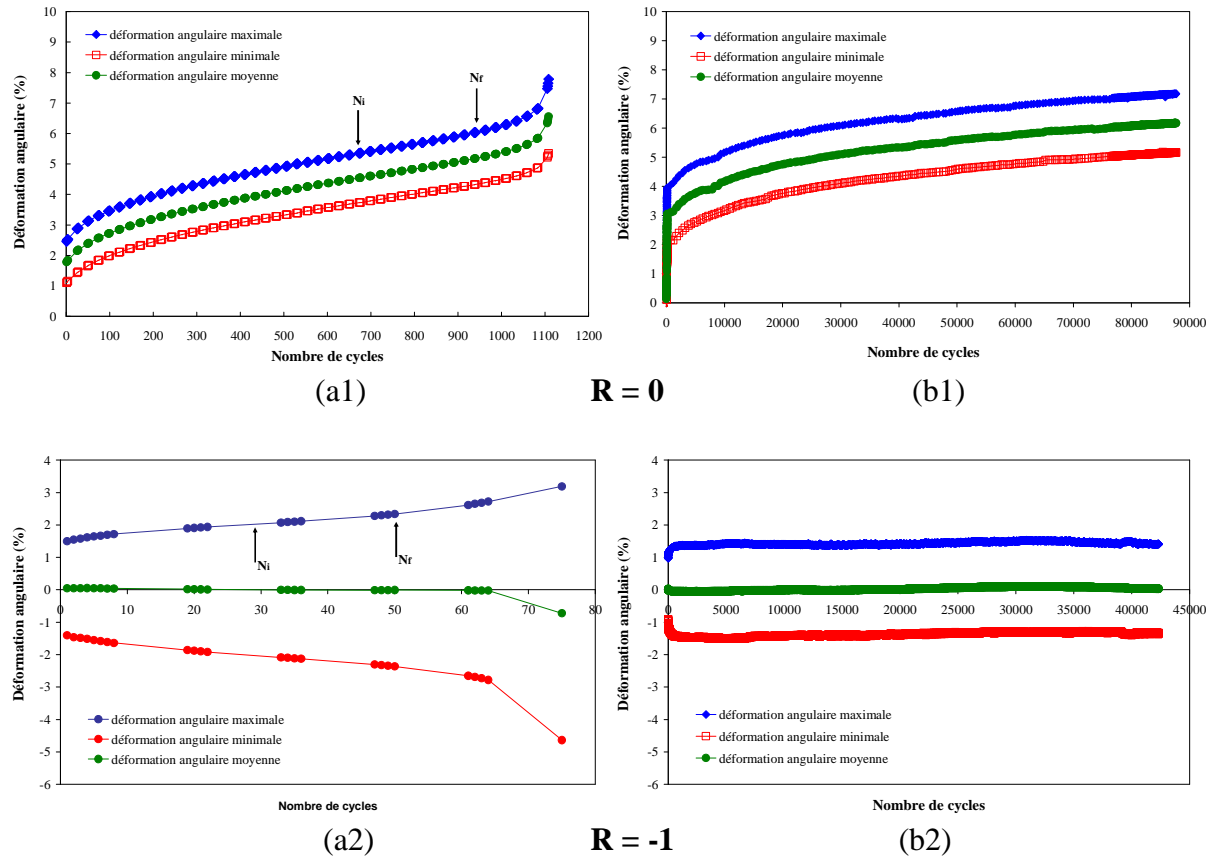 10
9
8
7
6
5
4
3
2
1
0
Déformation angulaire (%)
déformation angulaire maximale
déformation angulaire minimale
déformation angulaire moyenne
Ni
Nf
0 100 200 300 400 500 600 700 800 900 1000 1100 1200
Nombre de cycles
(a1)
10
9
8
7
6
5
4
3
2
1
0
Déformation angulaire (%)
déformation angulaire maximale
déformation angulaire minimale
déformation angulaire moyenne
0 10000 20000 30000 40000 50000 60000 70000 80000 90000
Nombre de cycles
(b1)
R = 0
4
3
2
1
0
-1
-2
-3
-4
-5
-6
Déformation angulaire (%)
Ni
Nf
0 10 20 30 40 50 60 70 80
déformation angulaire maximale
déformation angulaire minimale
déformation angulaire moyenne
Nombre de cycles
(a2)
4
3
2
1
0
-1
-2
-3
-4
-5
-6
Déformation angulaire (%)
0 5000 10000 15000 20000 25000 30000 35000 40000 45000
déformation angulaire maximale
déformation angulaire minimale
déformation angulaire moyenne
Nombre de cycles
(b2)
R = -1